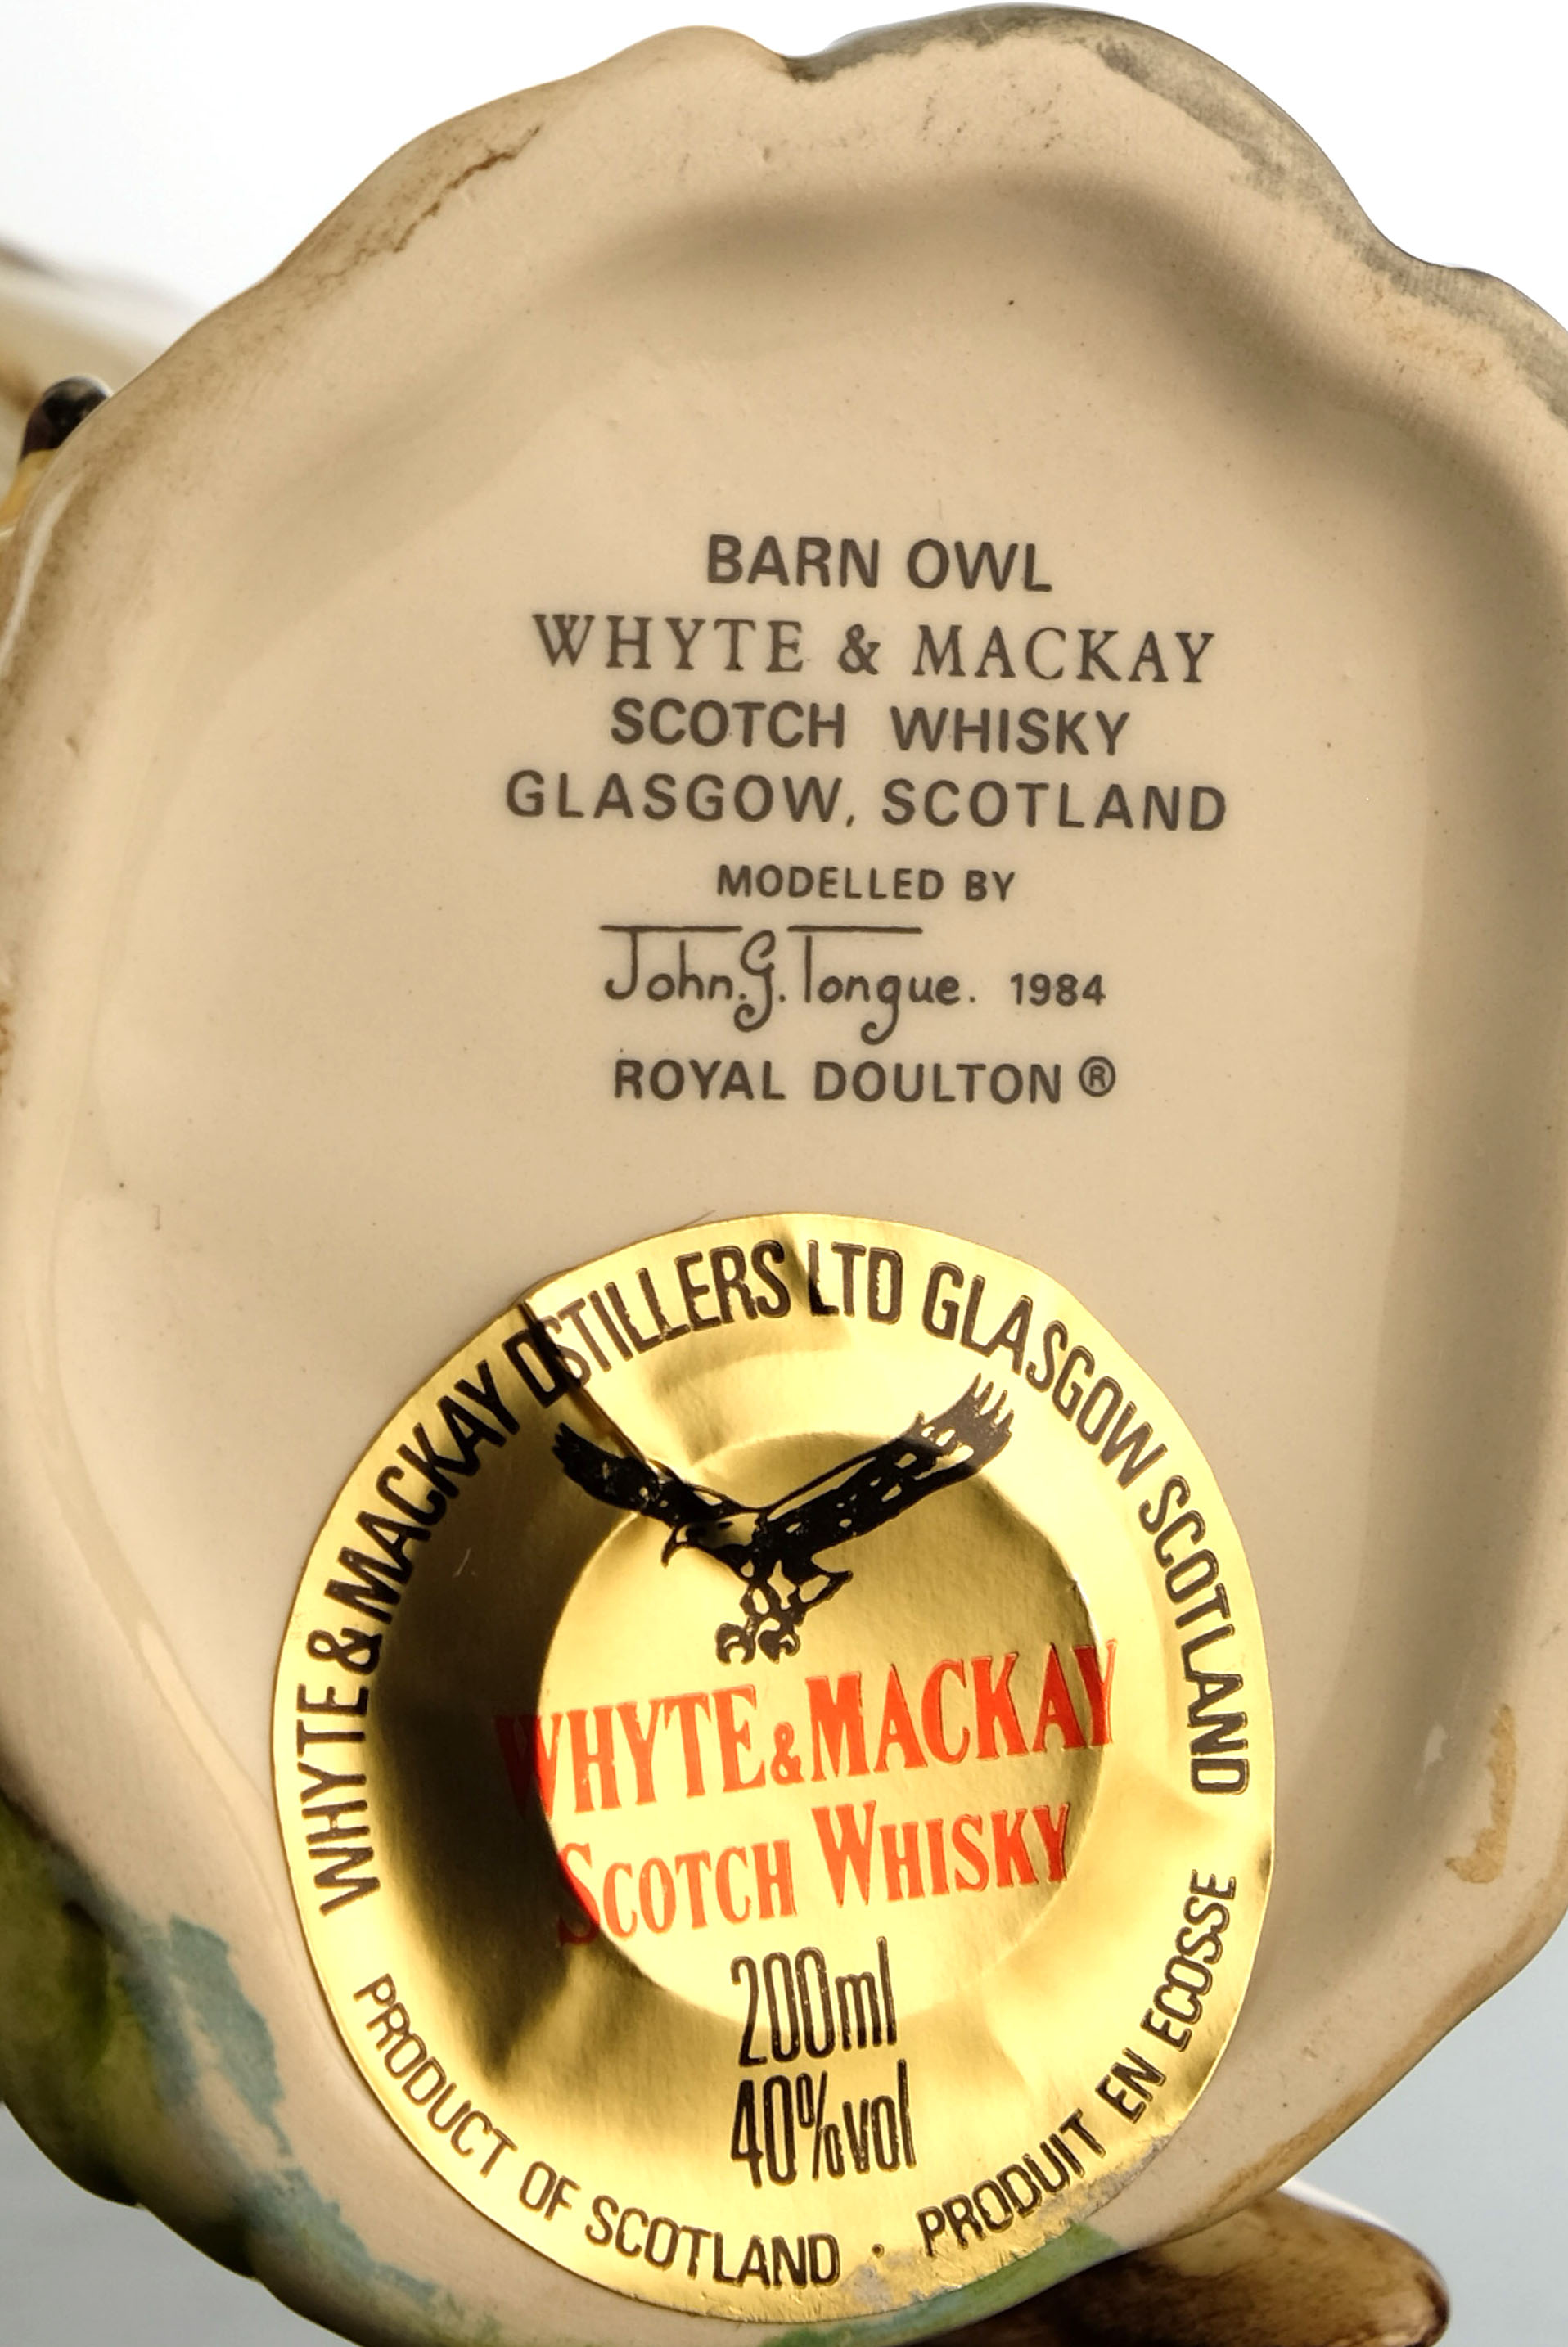 BARN OWL
WHYTE & MACKAY
SCOTCH WHISKY
GLASGOW, SCOTLAND
MODELLED BY
John.G.Tongue. 1984
ROYAL DOULTON ®
WHYTE & MACKAY DISTILLERS LTD GLASGOW SCOTLAND
WHYTE & MACKAY
SCOTCH WHISKY
200ml
40%vol
PRODUCT OF SCOTLAND · PRODUIT EN ECOSSE